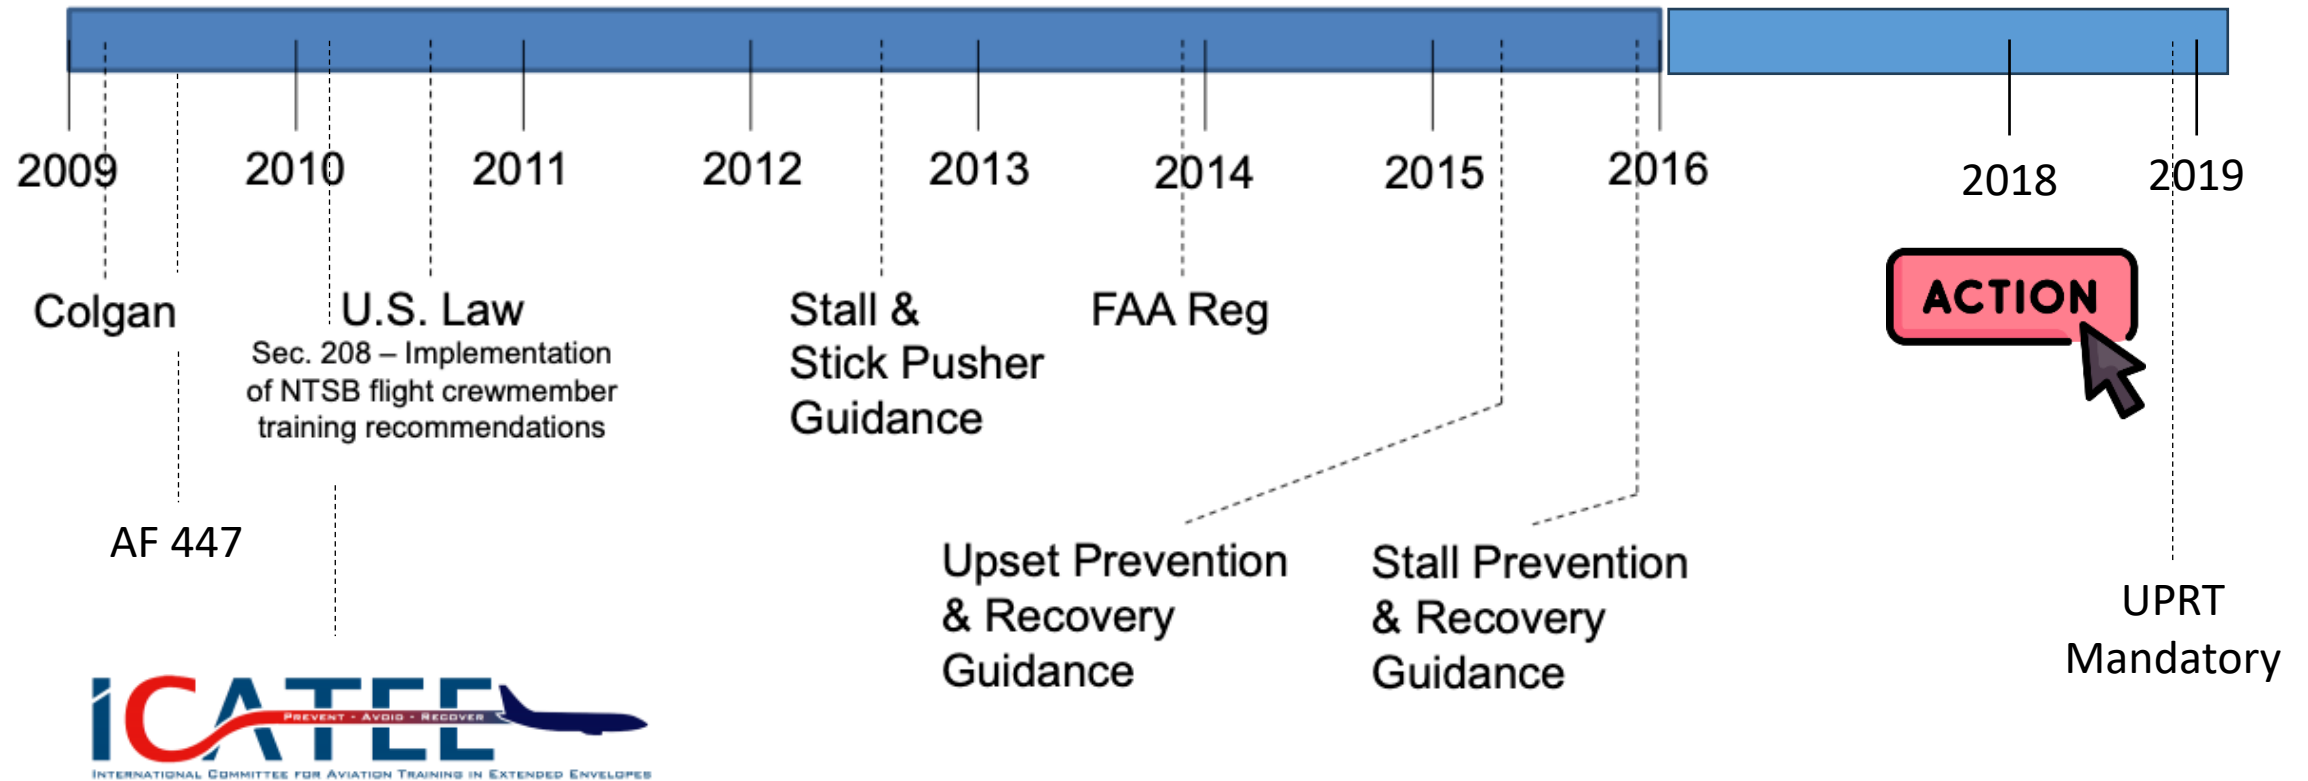 2009
2010
2011
2012
2013
2014
2015
2016
2018
2019
Colgan
U.S. Law
Sec. 208 – Implementation
of NTSB flight crewmember
training recommendations
Stall &
Stick Pusher
Guidance
FAA Reg
ACTION
AF 447
Upset Prevention
& Recovery
Guidance
Stall Prevention
& Recovery
Guidance
UPRT
Mandatory
iCATEE
PREVENT - AVOID - RECOVER
INTERNATIONAL COMMITTEE FOR AVIATION TRAINING IN EXTENDED ENVELOPES